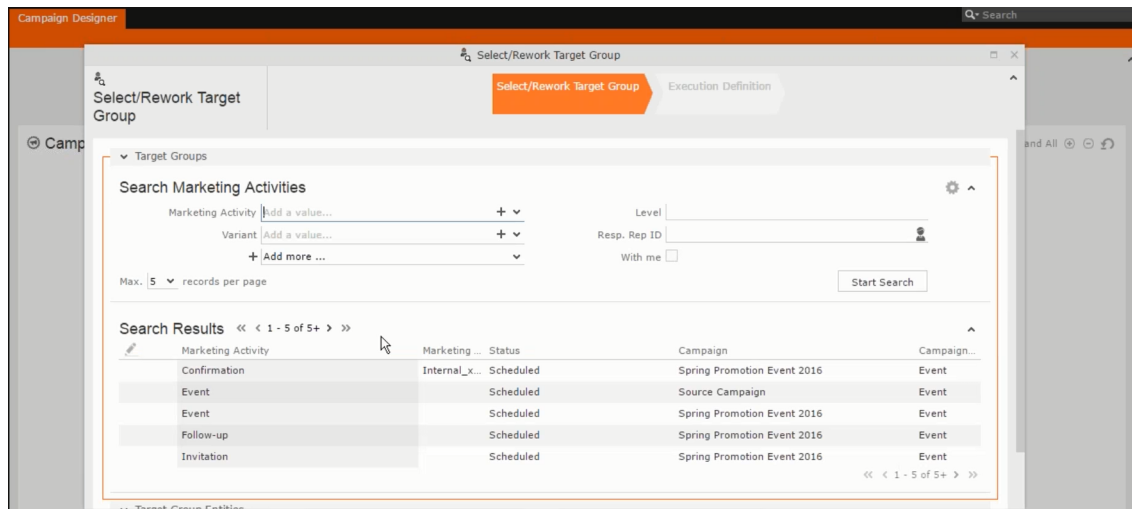 Campaign Designer
Search
Select/Rework Target Group
Select/Rework Target
Group
Select/Rework Target Group
Execution Definition
Camp
and All
Target Groups
Search Marketing Activities
Marketing Activity Add a value...
Level
Variant Add a value...
Resp. Rep ID
+ Add more ...
With me
Max. 5 records per page
Start Search
Search Results « < 1 - 5 of 5+ > »
Marketing Activity Marketing ... Status Campaign Campaign...
Confirmation Internal_x... Scheduled Spring Promotion Event 2016 Event
Event Scheduled Source Campaign Event
Event Scheduled Spring Promotion Event 2016 Event
Follow-up Scheduled Spring Promotion Event 2016 Event
Invitation Scheduled Spring Promotion Event 2016 Event
« < 1 - 5 of 5+ > »
Target Group Entities